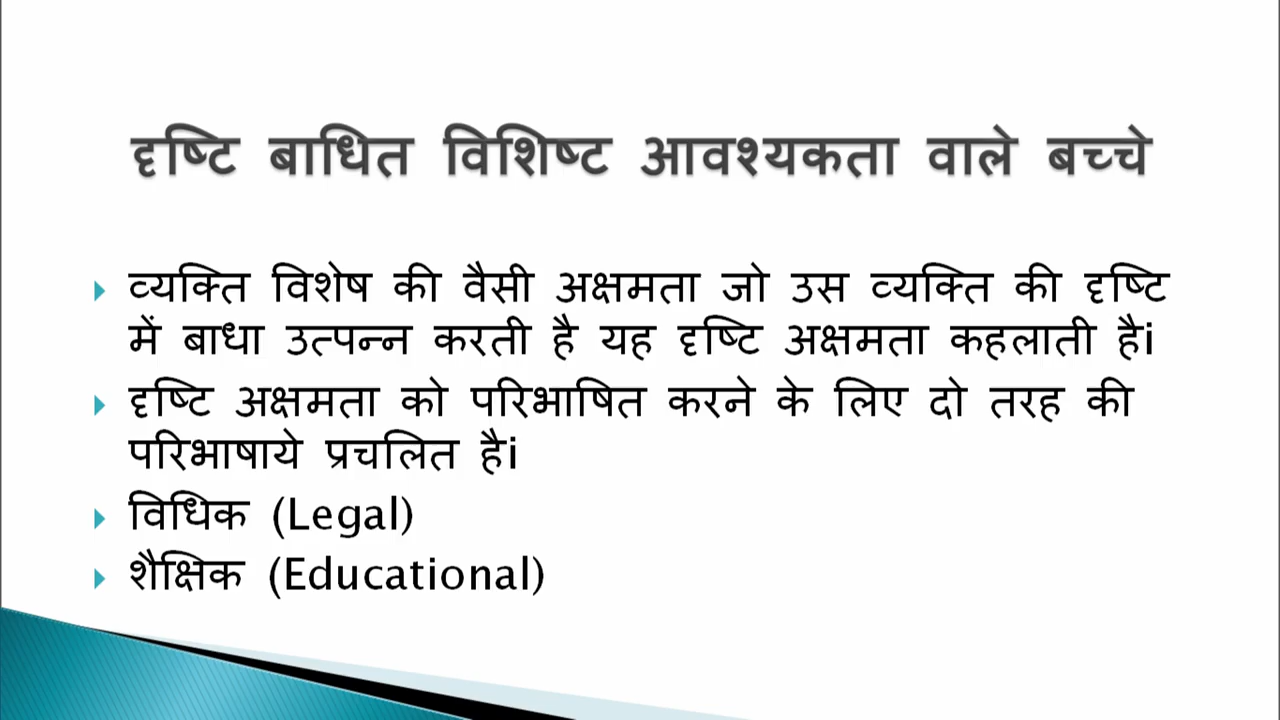 दृष्टि बाधित विशिष्ट आवश्यकता वाले बच्चे
व्यक्ति विशेष की वैसी अक्षमता जो उस व्यक्ति की दृष्टि
में बाधा उत्पन्न करती है यह दृष्टि अक्षमता कहलाती हैi
दृष्टि अक्षमता को परिभाषित करने के लिए दो तरह की
परिभाषाये प्रचलित हैi
विधिक (Legal)
शैक्षिक (Educational)